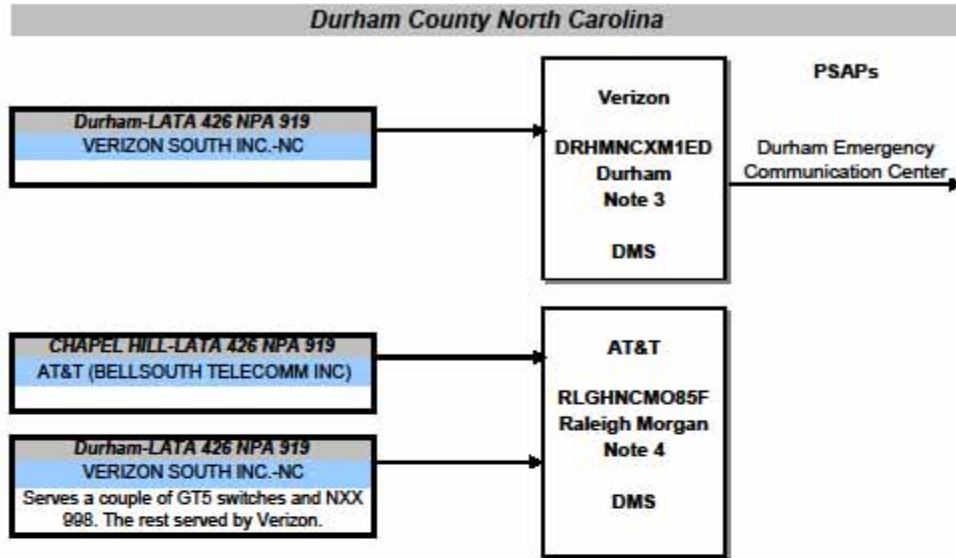 Durham County North Carolina
Durham-LATA 426 NPA 919
VERIZON SOUTH INC.-NC
Verizon
DRHMNCXM1ED
Durham
Note 3
DMS
PSAPs
Durham Emergency
Communication Center
CHAPEL HILL-LATA 426 NPA 919
AT&T (BELLSOUTH TELECOMM INC)
Durham-LATA 426 NPA 919
VERIZON SOUTH INC.-NC
Serves a couple of GT5 switches and NXX
998. The rest served by Verizon.
AT&T
RLGHNCMO85F
Raleigh Morgan
Note 4
DMS